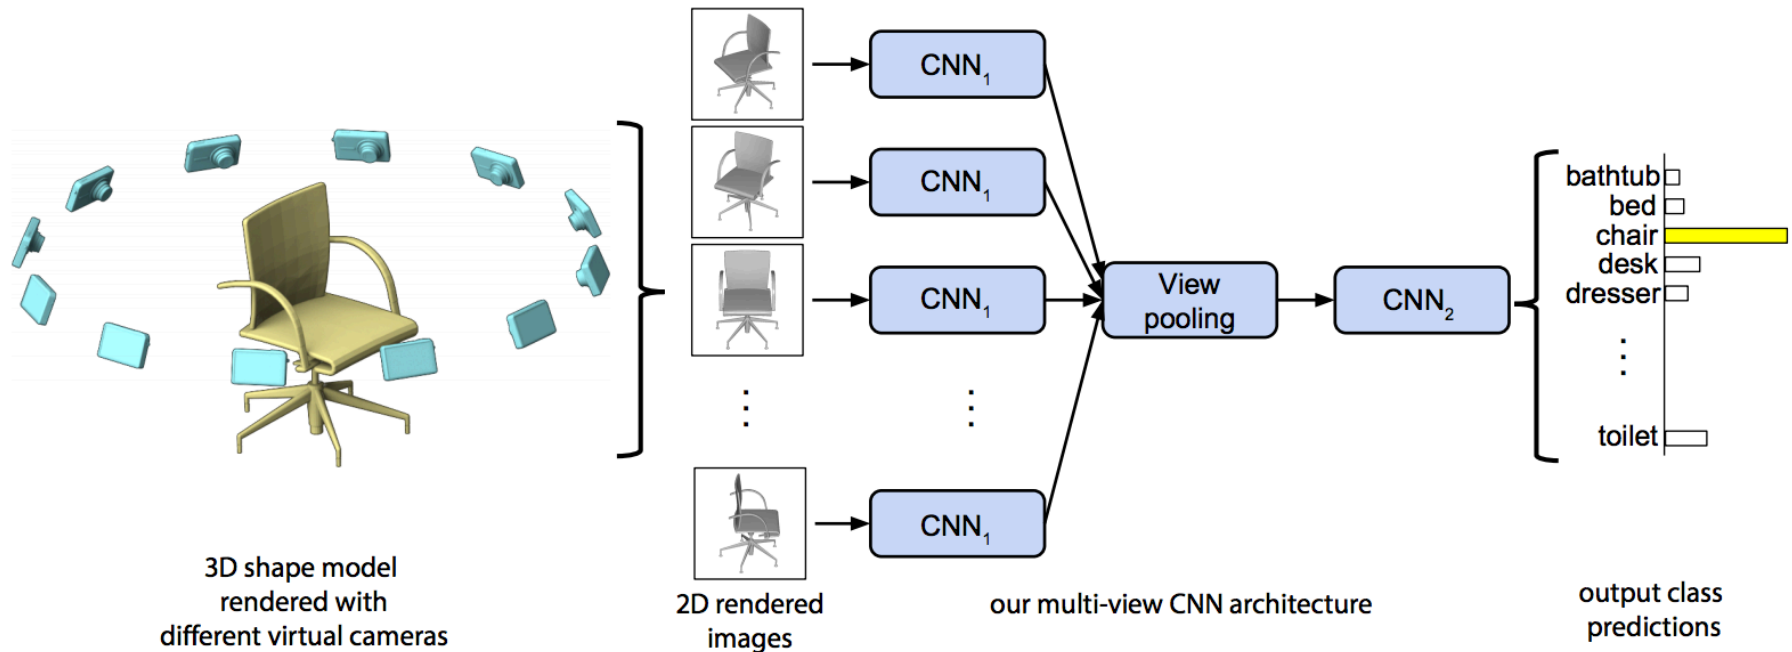 CNN₁
CNN₁
CNN₁
CNN₁
View
pooling
CNN₂
bathtub
bed
chair
desk
dresser
toilet
3D shape model
rendered with
different virtual cameras
2D rendered
images
our multi-view CNN architecture
output class
predictions